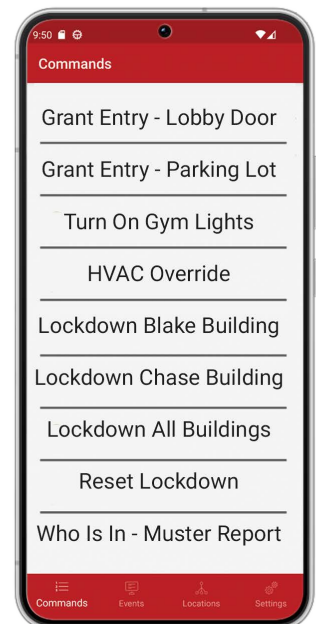 9:50
Commands
Grant Entry - Lobby Door
Grant Entry - Parking Lot
Turn On Gym Lights
HVAC Override
Lockdown Blake Building
Lockdown Chase Building
Lockdown All Buildings
Reset Lockdown
Who Is In - Muster Report
Commands Events Locations Settings